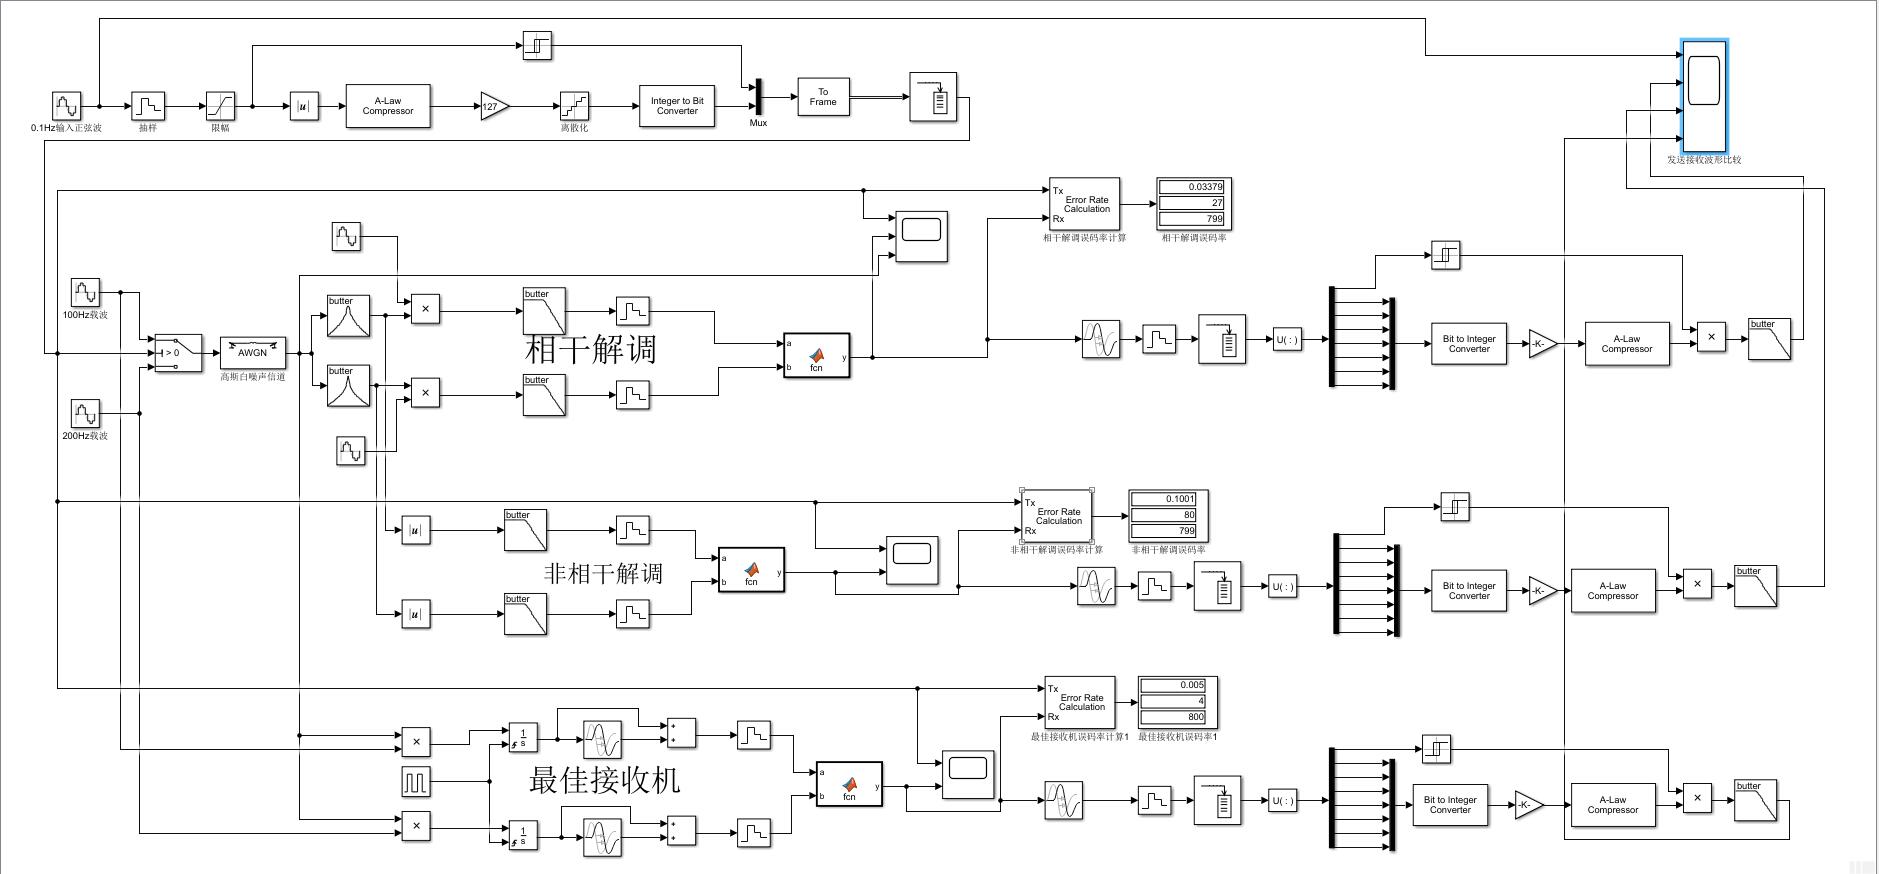 0.1Hz输入正弦波
抽样
限幅
|u|
A-Law
Compressor
127
离散化
Integer to Bit
Converter
Mux
To
Frame
发送接收波形比较
Tx
Rx
Error Rate
Calculation
相干解调误码率计算
0.03379
27
799
相干解调误码率
100Hz载波
200Hz载波
> 0
AWGN
高斯白噪声信道
butter
butter
×
×
butter
butter
相干解调
a
b
fcn
y
U( : )
Bit to Integer
Converter
-K-
A-Law
Compressor
×
butter
Tx
Rx
Error Rate
Calculation
非相干解调误码率计算
0.1001
80
799
非相干解调误码率
|u|
|u|
butter
butter
非相干解调
a
b
fcn
y
U( : )
Bit to Integer
Converter
-K-
A-Law
Compressor
×
butter
Tx
Rx
Error Rate
Calculation
最佳接收机误码率计算1
0.005
4
800
最佳接收机误码率1
×
×
1
s
1
s
+
+
+
+
最佳接收机
a
b
fcn
y
U( : )
Bit to Integer
Converter
-K-
A-Law
Compressor
×
butter